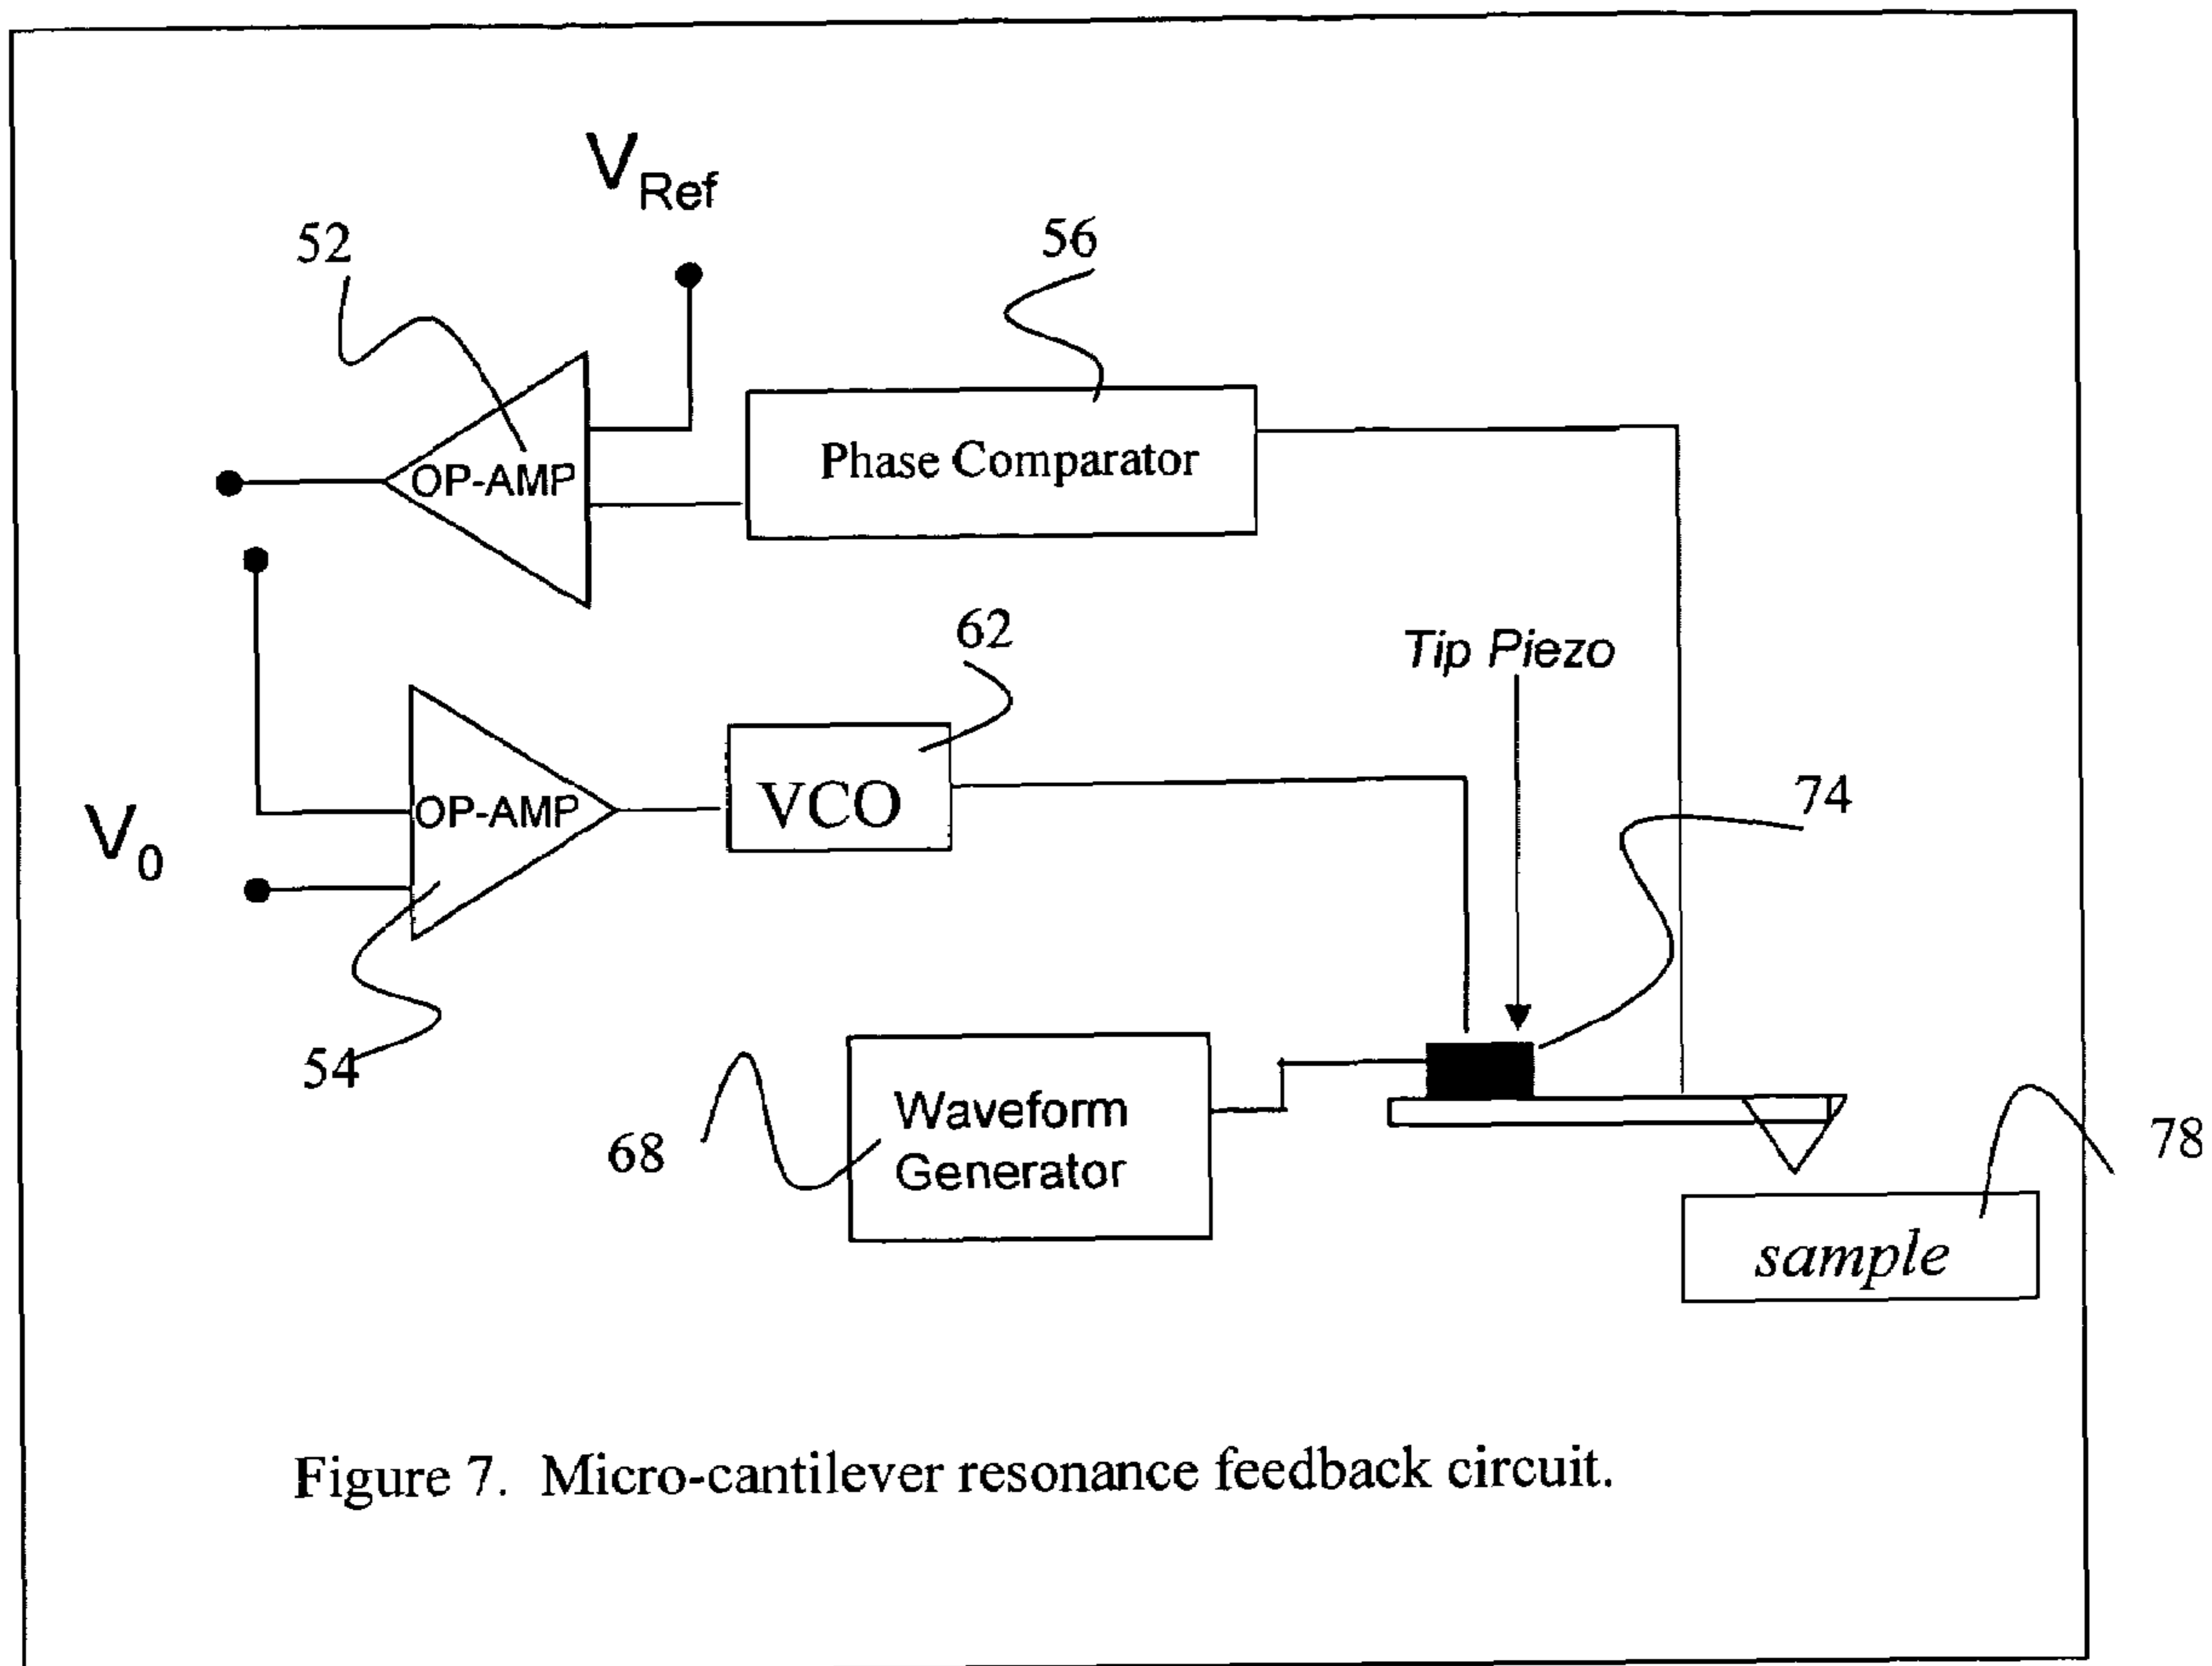 V Ref
52
56
OP-AMP
Phase Comparator
62
Tip Piezo
74
OP-AMP
VCO
V 0
54
Waveform
Generator
68
78
sample
Figure 7. Micro-cantilever resonance feedback circuit.